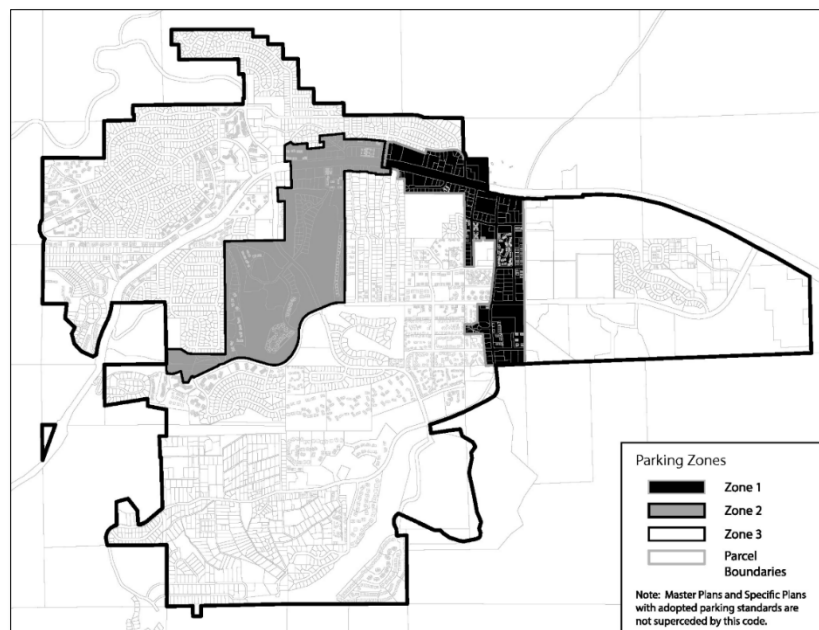 Parking Zones
Zone 1
Zone 2
Zone 3
Parcel
Boundaries
Note: Master Plans and Specific Plans
with adopted parking standards are
not superceded by this code.